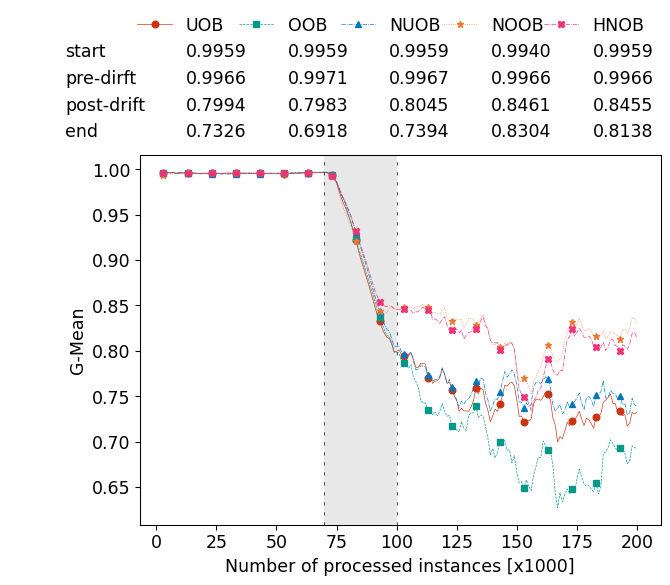 UOB OOB NUOB NOOB HNOB
start 0.9959 0.9959 0.9959 0.9940 0.9959
pre-dirft 0.9966 0.9971 0.9967 0.9966 0.9966
post-drift 0.7994 0.7983 0.8045 0.8461 0.8455
end 0.7326 0.6918 0.7394 0.8304 0.8138
1.00
0.95
0.90
0.85
0.80
0.75
0.70
0.65
G-Mean
0 25 50 75 100 125 150 175 200
Number of processed instances [x1000]